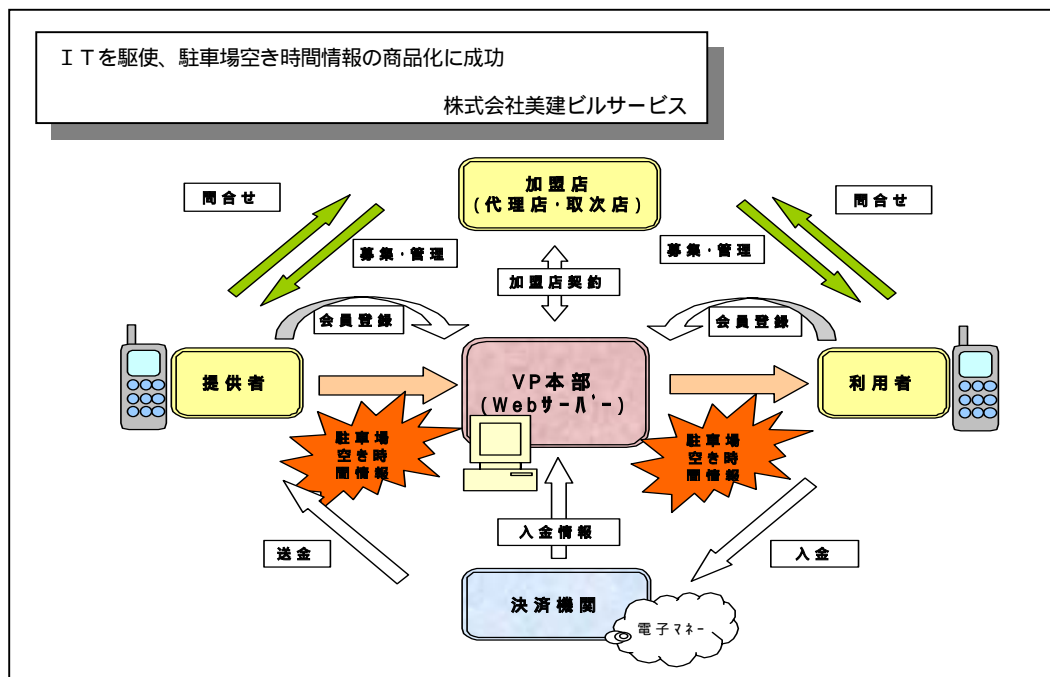 ＩＴを駆使、駐車場空き時間情報の商品化に成功
株式会社美建ビルサービス
加盟店
(代理店・取次店)
問合せ
問合せ
募集・管理
募集・管理
加盟店契約
会員登録
会員登録
提供者
VP本部
(Webｻｰﾊﾞｰ)
利用者
駐車場
空き時
間情報
駐車場
空き時
間情報
入金情報
送金
入金
決済機関
電子ﾏﾈｰ